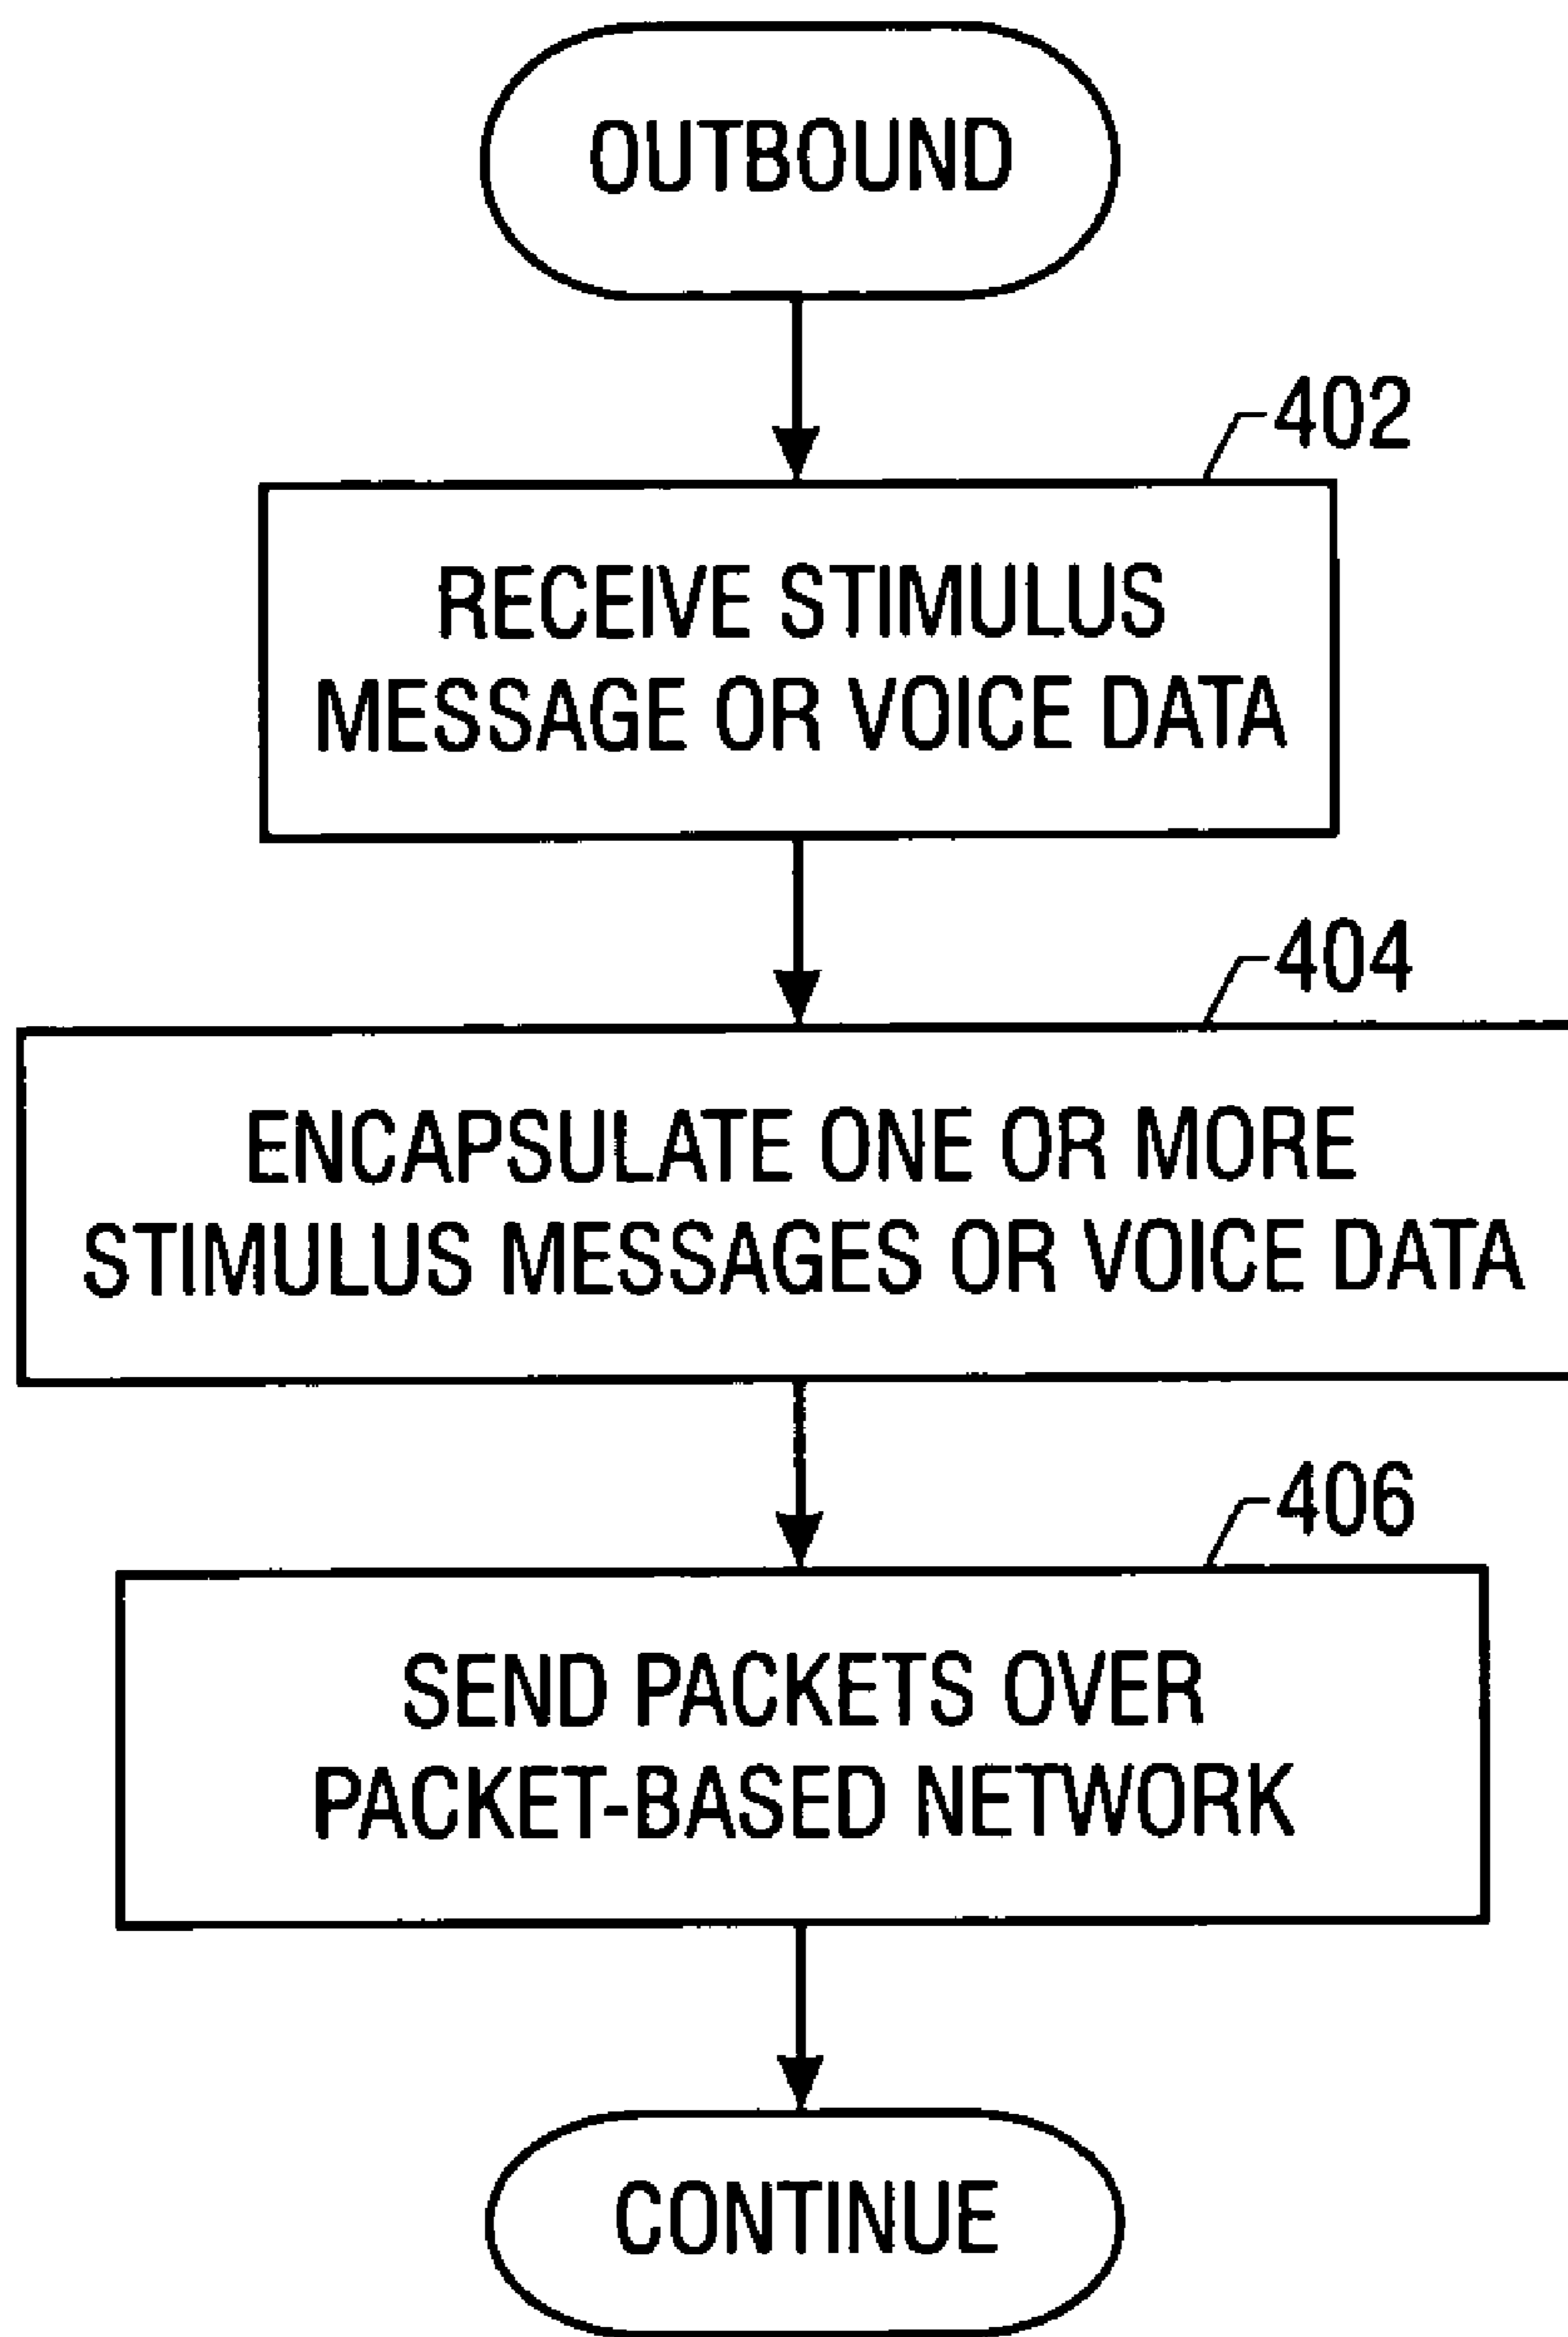 OUTBOUND
402
RECEIVE STIMULUS
MESSAGE OR VOICE DATA
404
ENCAPSULATE ONE OR MORE
STIMULUS MESSAGES OR VOICE DATA
406
SEND PACKETS OVER
PACKET-BASED NETWORK
CONTINUE